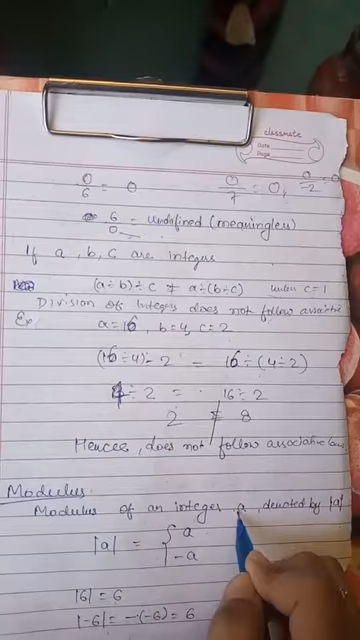 classmate
Date
Page
0/6 = 0 0/7 = 0, 0/-2 = 0
6/0 = undefined (meaningless)
If a, b, c are integers
(a ÷ b) ÷ c ≠ a ÷ (b ÷ c) unless c = 1
Division of Integers does not follow associative
Ex a = 16, b = 4, c = 2
(16 ÷ 4) ÷ 2 = 16 ÷ (4 ÷ 2)
4 ÷ 2 = 16 ÷ 2
2 ≠ 8
Hences, does not follow associative Law
Modulus
Modulus of an integer a, denoted by |a|
|a| = { a
-a
|6| = 6
|-6| = -(-6) = 6